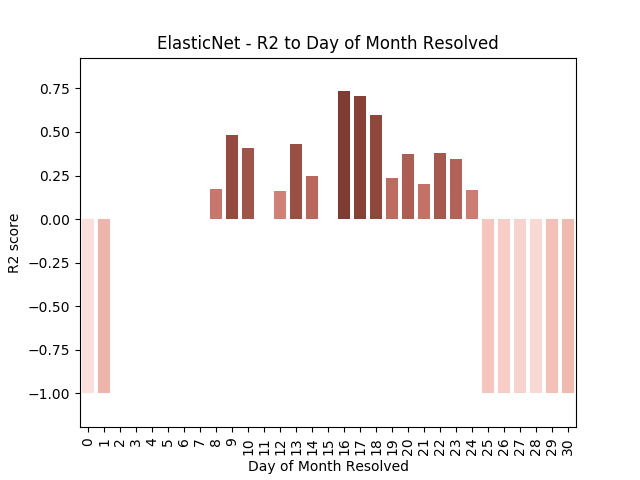 ElasticNet - R2 to Day of Month Resolved
R2 score
0.75
0.50
0.25
0.00
−0.25
−0.50
−0.75
−1.00
0 1 2 3 4 5 6 7 8 9 10 11 12 13 14 15 16 17 18 19 20 21 22 23 24 25 26 27 28 29 30
Day of Month Resolved